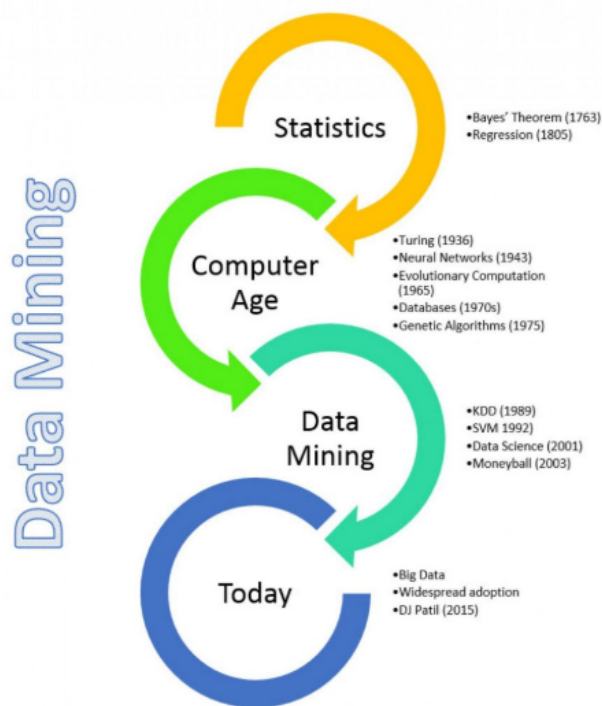 Data Mining
Statistics
•Bayes' Theorem (1763)
•Regression (1805)
Computer
Age
•Turing (1936)
•Neural Networks (1943)
•Evolutionary Computation
(1965)
•Databases (1970s)
•Genetic Algorithms (1975)
Data
Mining
•KDD (1989)
•SVM 1992)
•Data Science (2001)
•Moneyball (2003)
Today
•Big Data
•Widespread adoption
•DJ Patil (2015)